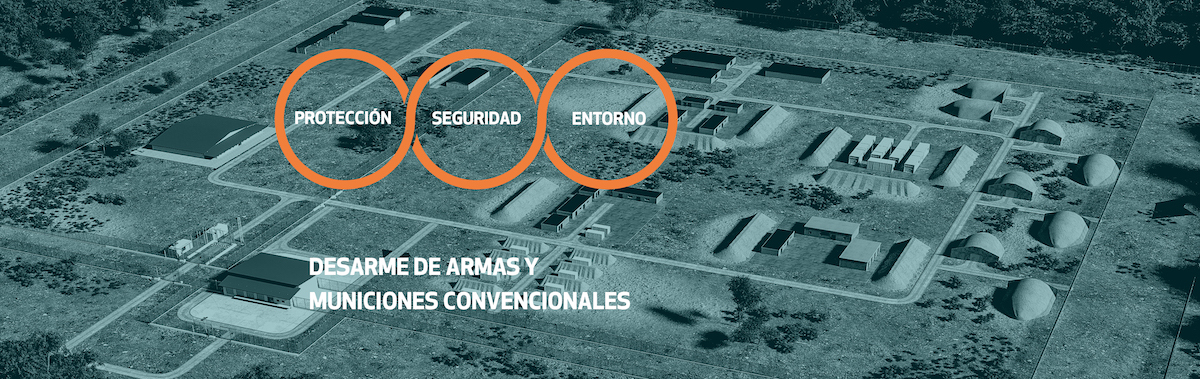 PROTECCIÓN SEGURIDAD ENTORNO
DESARME DE ARMAS Y
MUNICIONES CONVENCIONALES